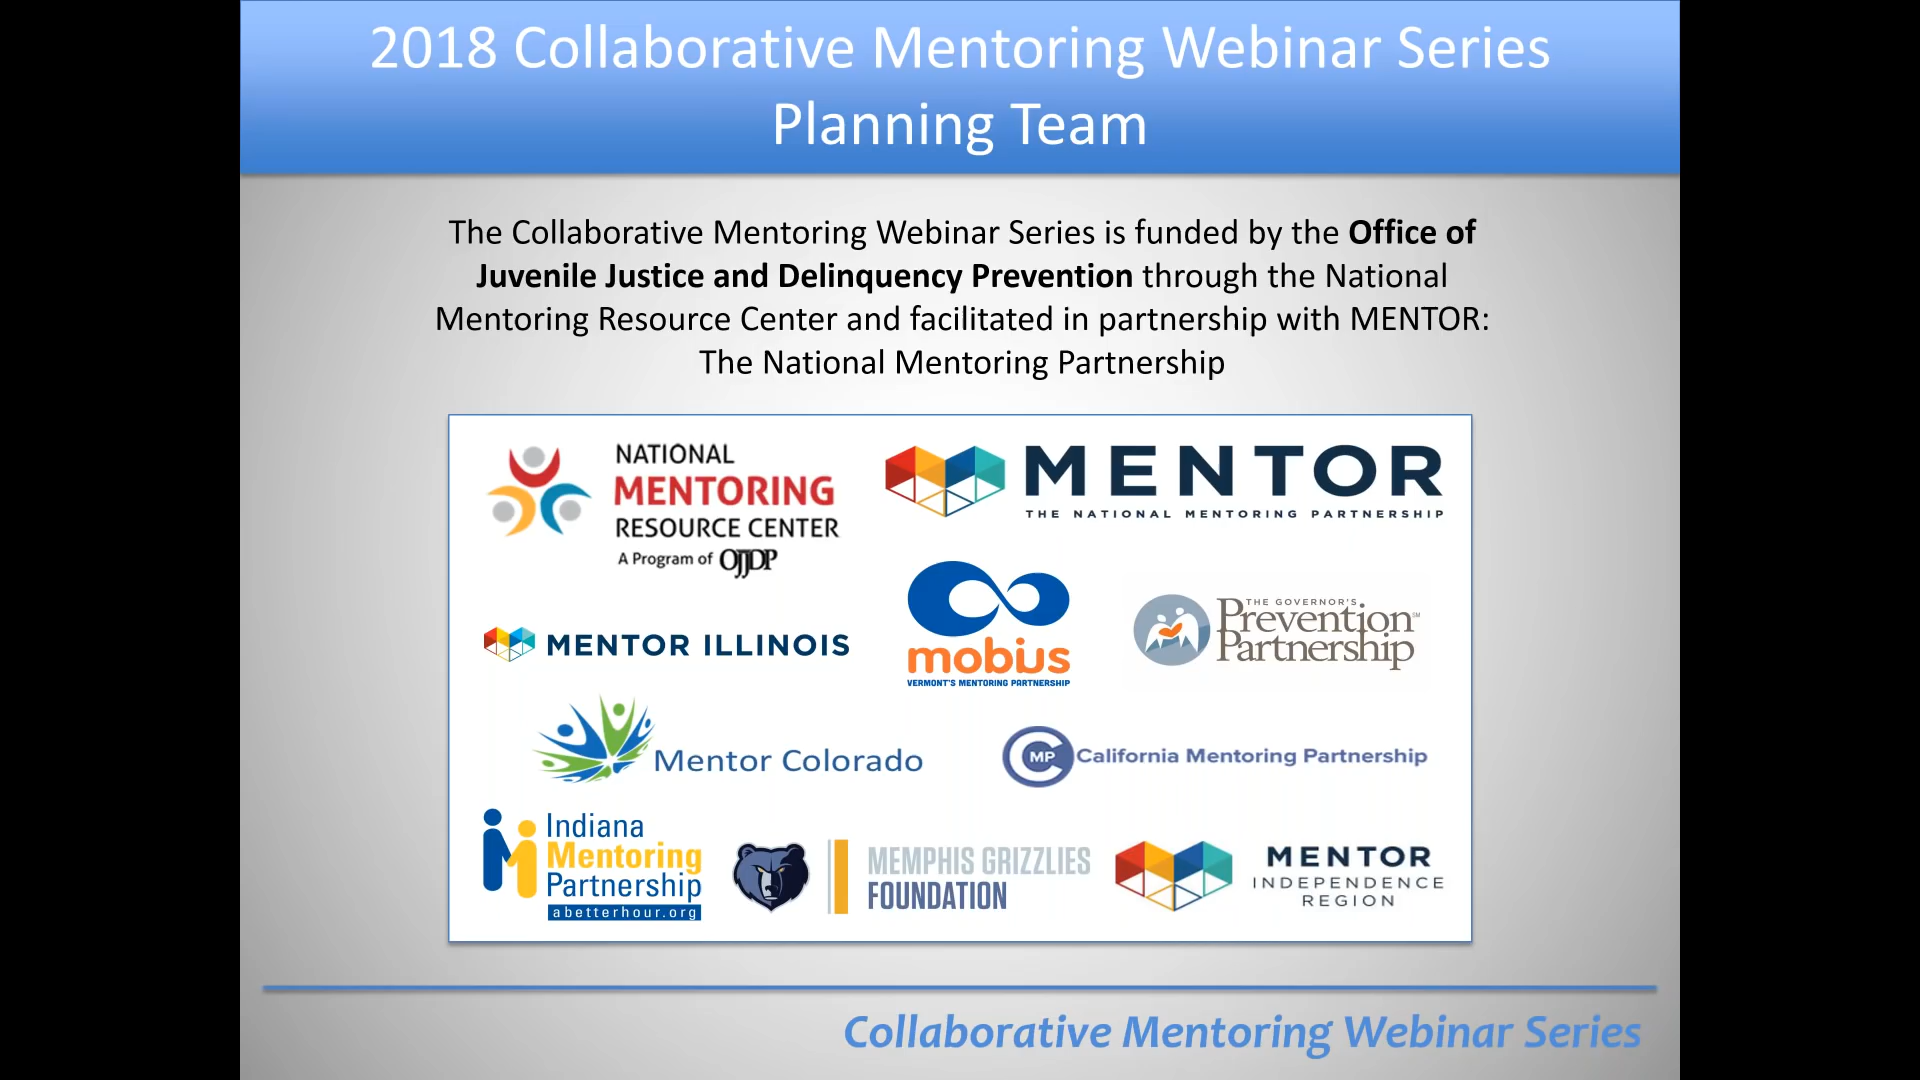 2018 Collaborative Mentoring Webinar Series
Planning Team
The Collaborative Mentoring Webinar Series is funded by the Office of
Juvenile Justice and Delinquency Prevention through the National
Mentoring Resource Center and facilitated in partnership with MENTOR:
The National Mentoring Partnership
NATIONAL
MENTORING
RESOURCE CENTER
A Program of OJJDP
MENTOR
THE NATIONAL MENTORING PARTNERSHIP
MENTOR ILLINOIS
mobius
VERMONT'S MENTORING PARTNERSHIP
THE GOVERNOR'S
Prevention℠
Partnership
Mentor Colorado
CMP California Mentoring Partnership
Indiana
Mentoring
Partnership
abetterhour.org
MEMPHIS GRIZZLIES
FOUNDATION
MENTOR
INDEPENDENCE
REGION
Collaborative Mentoring Webinar Series